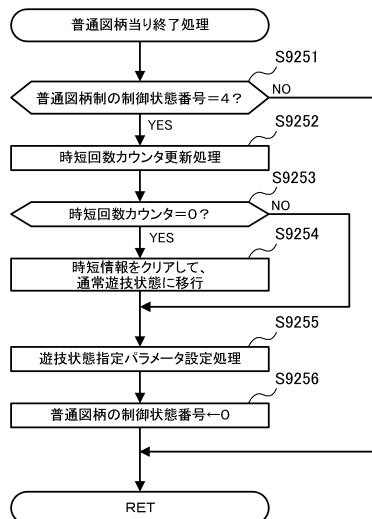 普通図柄当り終了処理
S9251
普通図柄制の制御状態番号=4?
NO
YES
S9252
時短回数カウンタ更新処理
S9253
時短回数カウンタ=0?
NO
YES
S9254
時短情報をクリアして、
通常遊技状態に移行
S9255
遊技状態指定パラメータ設定処理
S9256
普通図柄の制御状態番号←0
RET